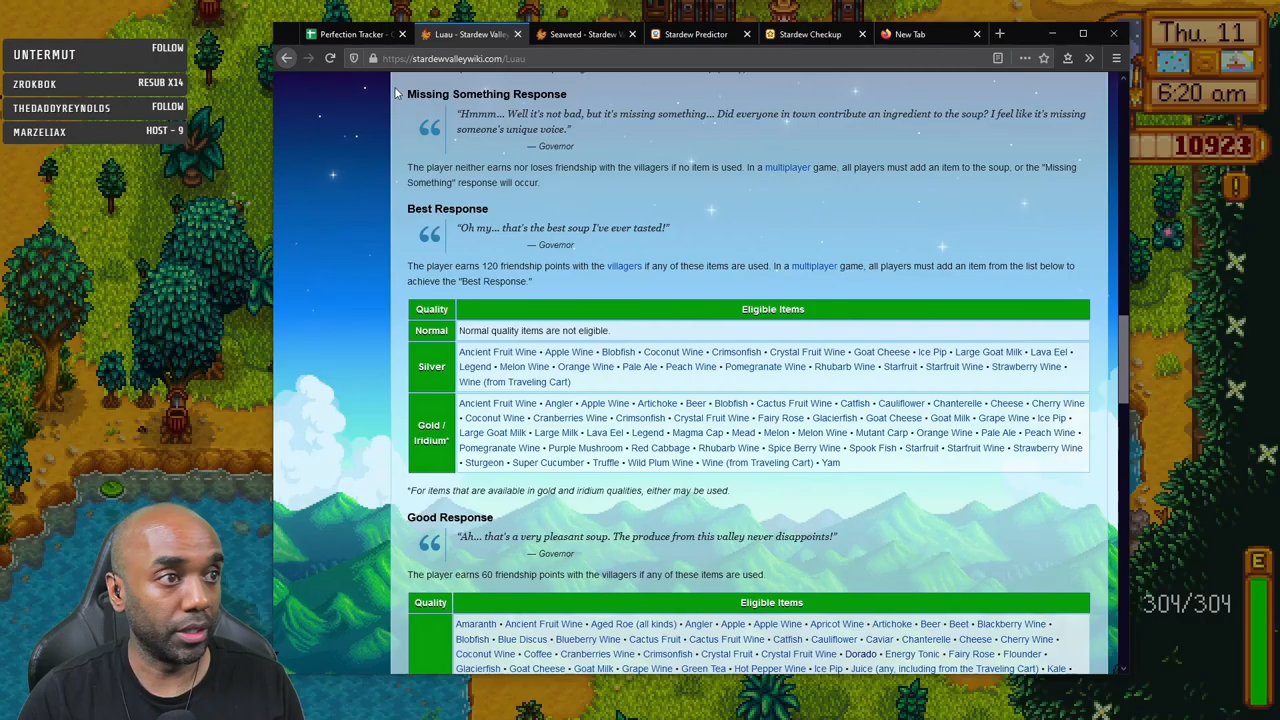 UNTERMUT FOLLOW
ZROKBOK RESUB X14
THEDADDYREYNOLDS FOLLOW
MARZELIAX HOST - 9
Perfection Tracker -
Luau - Stardew Valley
Seaweed - Stardew V
Stardew Predictor
Stardew Checkup
New Tab
https://stardewvalleywiki.com/Luau
Thu. 11
6:20 am
10923
Missing Something Response
“Hmmm... Well it's not bad, but it's missing something... Did everyone in town contribute an ingredient to the soup? I feel like it's missing
someone's unique voice.”
— Governor
The player neither earns nor loses friendship with the villagers if no item is used. In a multiplayer game, all players must add an item to the soup, or the "Missing
Something" response will occur.
Best Response
“Oh my... that's the best soup I've ever tasted!”
— Governor
The player earns 120 friendship points with the villagers if any of these items are used. In a multiplayer game, all players must add an item from the list below to
achieve the "Best Response."
Quality Eligible Items
Normal Normal quality items are not eligible.
Silver
Ancient Fruit Wine • Apple Wine • Blobfish • Coconut Wine • Crimsonfish • Crystal Fruit Wine • Goat Cheese • Ice Pip • Large Goat Milk • Lava Eel •
Legend • Melon Wine • Orange Wine • Pale Ale • Peach Wine • Pomegranate Wine • Rhubarb Wine • Starfruit • Starfruit Wine • Strawberry Wine •
Wine (from Traveling Cart)
Gold /
Iridium*
Ancient Fruit Wine • Angler • Apple Wine • Artichoke • Beer • Blobfish • Cactus Fruit Wine • Catfish • Cauliflower • Chanterelle • Cheese • Cherry Wine
• Coconut Wine • Cranberries Wine • Crimsonfish • Crystal Fruit Wine • Fairy Rose • Glacierfish • Goat Cheese • Goat Milk • Grape Wine • Ice Pip •
Large Goat Milk • Large Milk • Lava Eel • Legend • Magma Cap • Mead • Melon • Melon Wine • Mutant Carp • Orange Wine • Pale Ale • Peach Wine •
Pomegranate Wine • Purple Mushroom • Red Cabbage • Rhubarb Wine • Spice Berry Wine • Spook Fish • Starfruit • Starfruit Wine • Strawberry Wine
• Sturgeon • Super Cucumber • Truffle • Wild Plum Wine • Wine (from Traveling Cart) • Yam
*For items that are available in gold and iridium qualities, either may be used.
Good Response
“Ah... that's a very pleasant soup. The produce from this valley never disappoints!”
— Governor
The player earns 60 friendship points with the villagers if any of these items are used.
Quality Eligible Items
Amaranth • Ancient Fruit Wine • Aged Roe (all kinds) • Angler • Apple • Apple Wine • Apricot Wine • Artichoke • Beer • Beet • Blackberry Wine •
Blobfish • Blue Discus • Blueberry Wine • Cactus Fruit • Cactus Fruit Wine • Catfish • Cauliflower • Caviar • Chanterelle • Cheese • Cherry Wine •
Coconut Wine • Coffee • Cranberries Wine • Crimsonfish • Crystal Fruit • Crystal Fruit Wine • Dorado • Energy Tonic • Fairy Rose • Flounder •
Glacierfish • Goat Cheese • Goat Milk • Grape Wine • Green Tea • Hot Pepper Wine • Ice Pip • Juice (any, including from the Traveling Cart) • Kale •
E
304/304